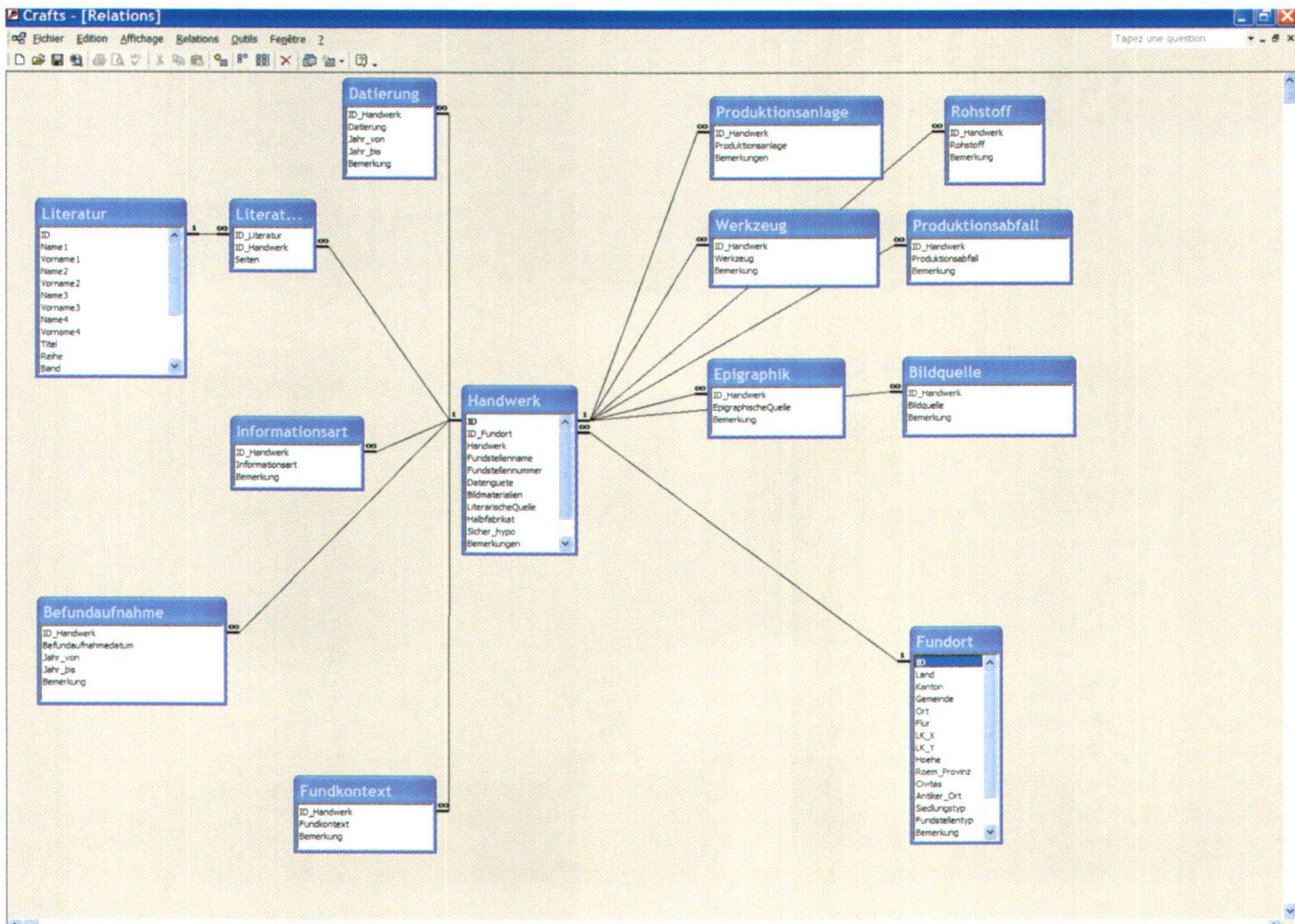 Crafts - [Relations]
Fichier Edition Affichage Relations Outils Fenêtre ?
Tapez une question
Datierung
ID_Handwerk
Datierung
Jahr_von
Jahr_bis
Bemerkung
Produktionsanlage
ID_Handwerk
Produktionsanlage
Bemerkungen
Rohstoff
ID_Handwerk
Rohstoff
Bemerkung
Literatur
ID
Name1
Vorname1
Name2
Vorname2
Name3
Vorname3
Name4
Vorname4
Titel
Reihe
Band
1 ∞
Literat...
ID_Literatur
ID_Handwerk
Seiten
Werkzeug
ID_Handwerk
Werkzeug
Bemerkung
Produktionsabfall
ID_Handwerk
Produktionsabfall
Bemerkung
Informationsart
ID_Handwerk
Informationsart
Bemerkung
Handwerk
ID
ID_Fundort
Handwerk
Fundstellenname
Fundstellennummer
Datenguete
Bildmaterialien
LiterarischeQuelle
Halbfabrikat
Sicher_hypo
Bemerkungen
Epigraphik
ID_Handwerk
EpigraphischeQuelle
Bemerkung
Bildquelle
ID_Handwerk
Bildquelle
Bemerkung
Befundaufnahme
ID_Handwerk
Befundaufnahmedatum
Jahr_von
Jahr_bis
Bemerkung
Fundort
ID
Land
Kanton
Gemeinde
Ort
Flur
LK_X
LK_Y
Hoehe
Roem_Provinz
Civitas
Antiker_Ort
Siedlungstyp
Fundstellentyp
Bemerkung
Fundkontext
ID_Handwerk
Fundkontext
Bemerkung